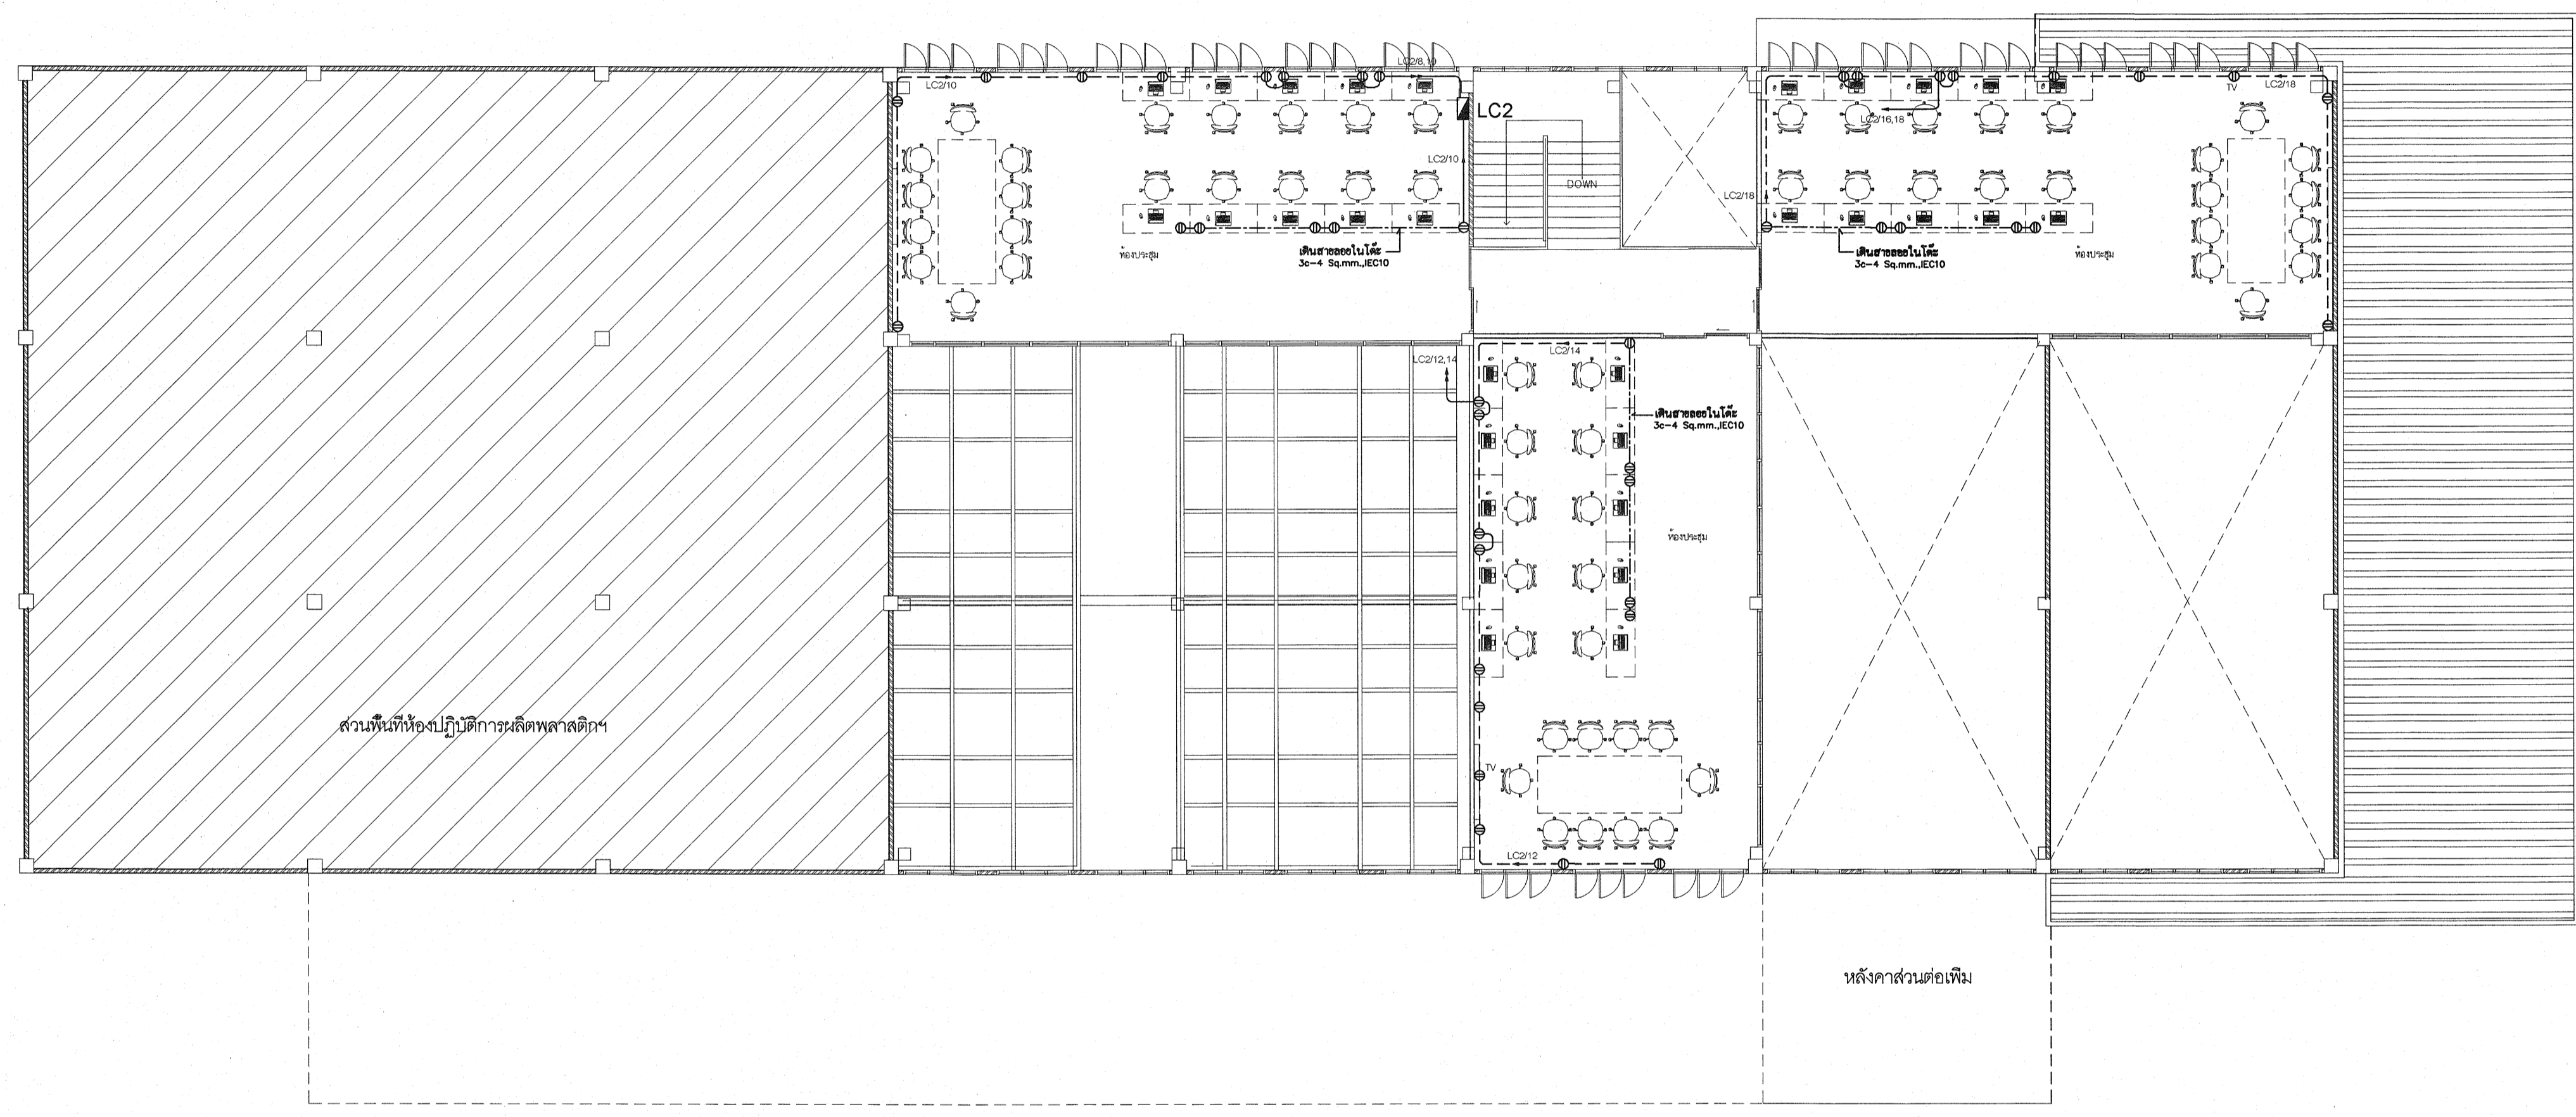 LC2/8,10
LC2/10
LC2
LC2/10
DOWN
ห้องประชุม
เดินสายลอยในโต๊ะ
3c-4 Sq.mm.,IEC10
TV
LC2/18
LC2/16,18
LC2/18
เดินสายลอยในโต๊ะ
3c-4 Sq.mm.,IEC10
ห้องประชุม
LC2/12,14
LC2/14
เดินสายลอยในโต๊ะ
3c-4 Sq.mm.,IEC10
ห้องประชุม
ส่วนพื้นที่ห้องปฏิบัติการผลิตพลาสติกฯ
TV
LC2/12
หลังคาส่วนต่อเพิ่ม